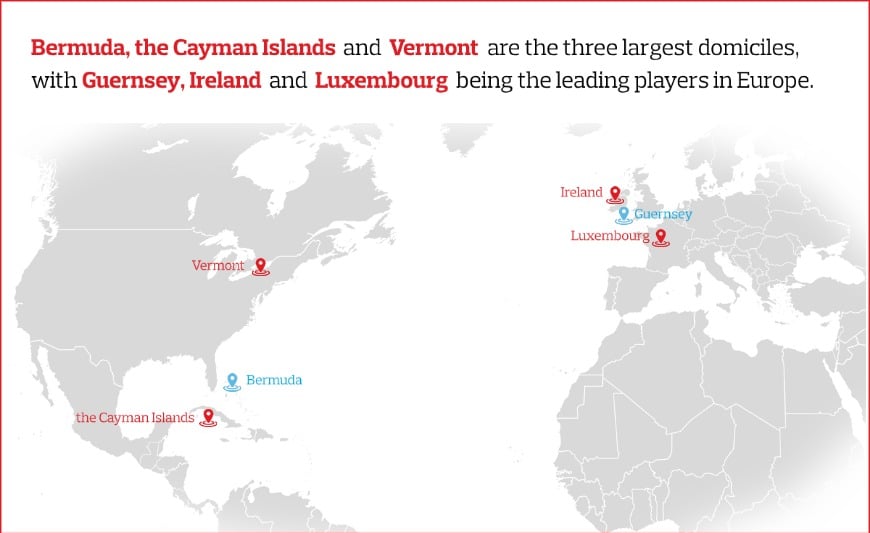 Bermuda, the Cayman Islands and Vermont are the three largest domiciles,
with Guernsey, Ireland and Luxembourg being the leading players in Europe.
Ireland
Guernsey
Luxembourg
Vermont
Bermuda
the Cayman Islands